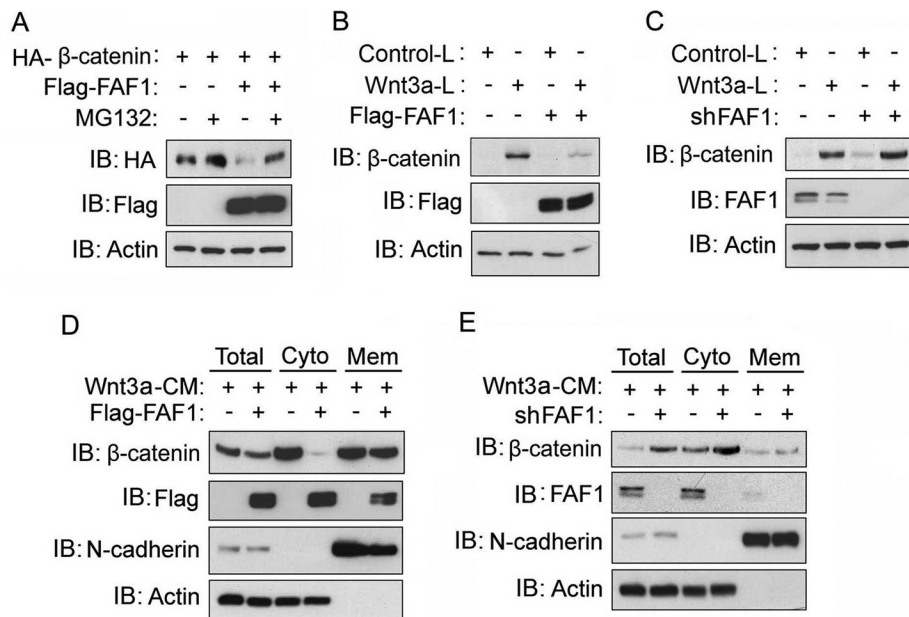 A
HA- β-catenin: + + + +
Flag-FAF1: - - + +
MG132: - + - +
IB: HA
IB: Flag
IB: Actin
B
Control-L: + - + -
Wnt3a-L: - + - +
Flag-FAF1: - - + +
IB: β-catenin
IB: Flag
IB: Actin
C
Control-L: + - + -
Wnt3a-L: - + - +
shFAF1: - - + +
IB: β-catenin
IB: FAF1
IB: Actin
D
Total Cyto Mem
Wnt3a-CM: + + + + + +
Flag-FAF1: - + - + - +
IB: β-catenin
IB: Flag
IB: N-cadherin
IB: Actin
E
Total Cyto Mem
Wnt3a-CM: + + + + + +
shFAF1: - + - + - +
IB: β-catenin
IB: FAF1
IB: N-cadherin
IB: Actin